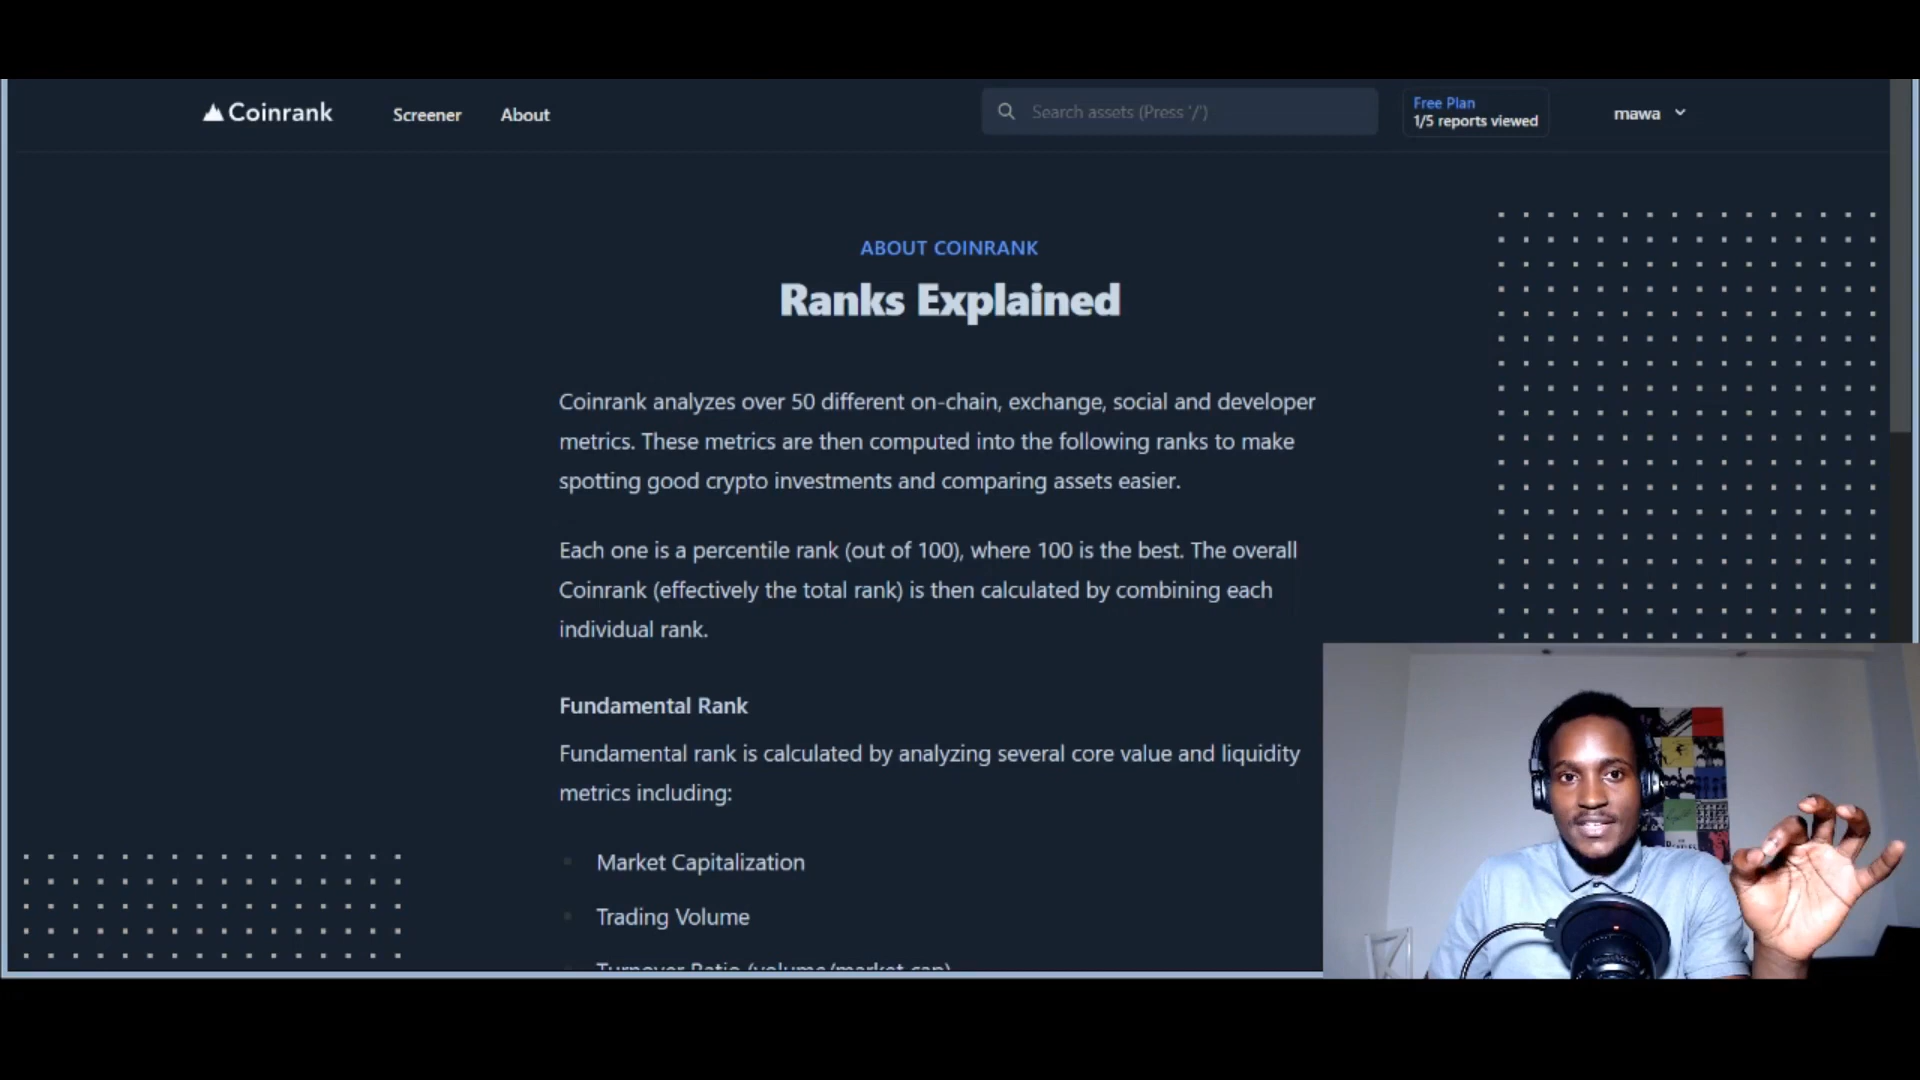 Coinrank
Screener
About
Search assets (Press '/')
Free Plan
1/5 reports viewed
mawa
ABOUT COINRANK
Ranks Explained
Coinrank analyzes over 50 different on-chain, exchange, social and developer
metrics. These metrics are then computed into the following ranks to make
spotting good crypto investments and comparing assets easier.
Each one is a percentile rank (out of 100), where 100 is the best. The overall
Coinrank (effectively the total rank) is then calculated by combining each
individual rank.
Fundamental Rank
Fundamental rank is calculated by analyzing several core value and liquidity
metrics including:
Market Capitalization
Trading Volume
Turnover Ratio (volume/market cap)